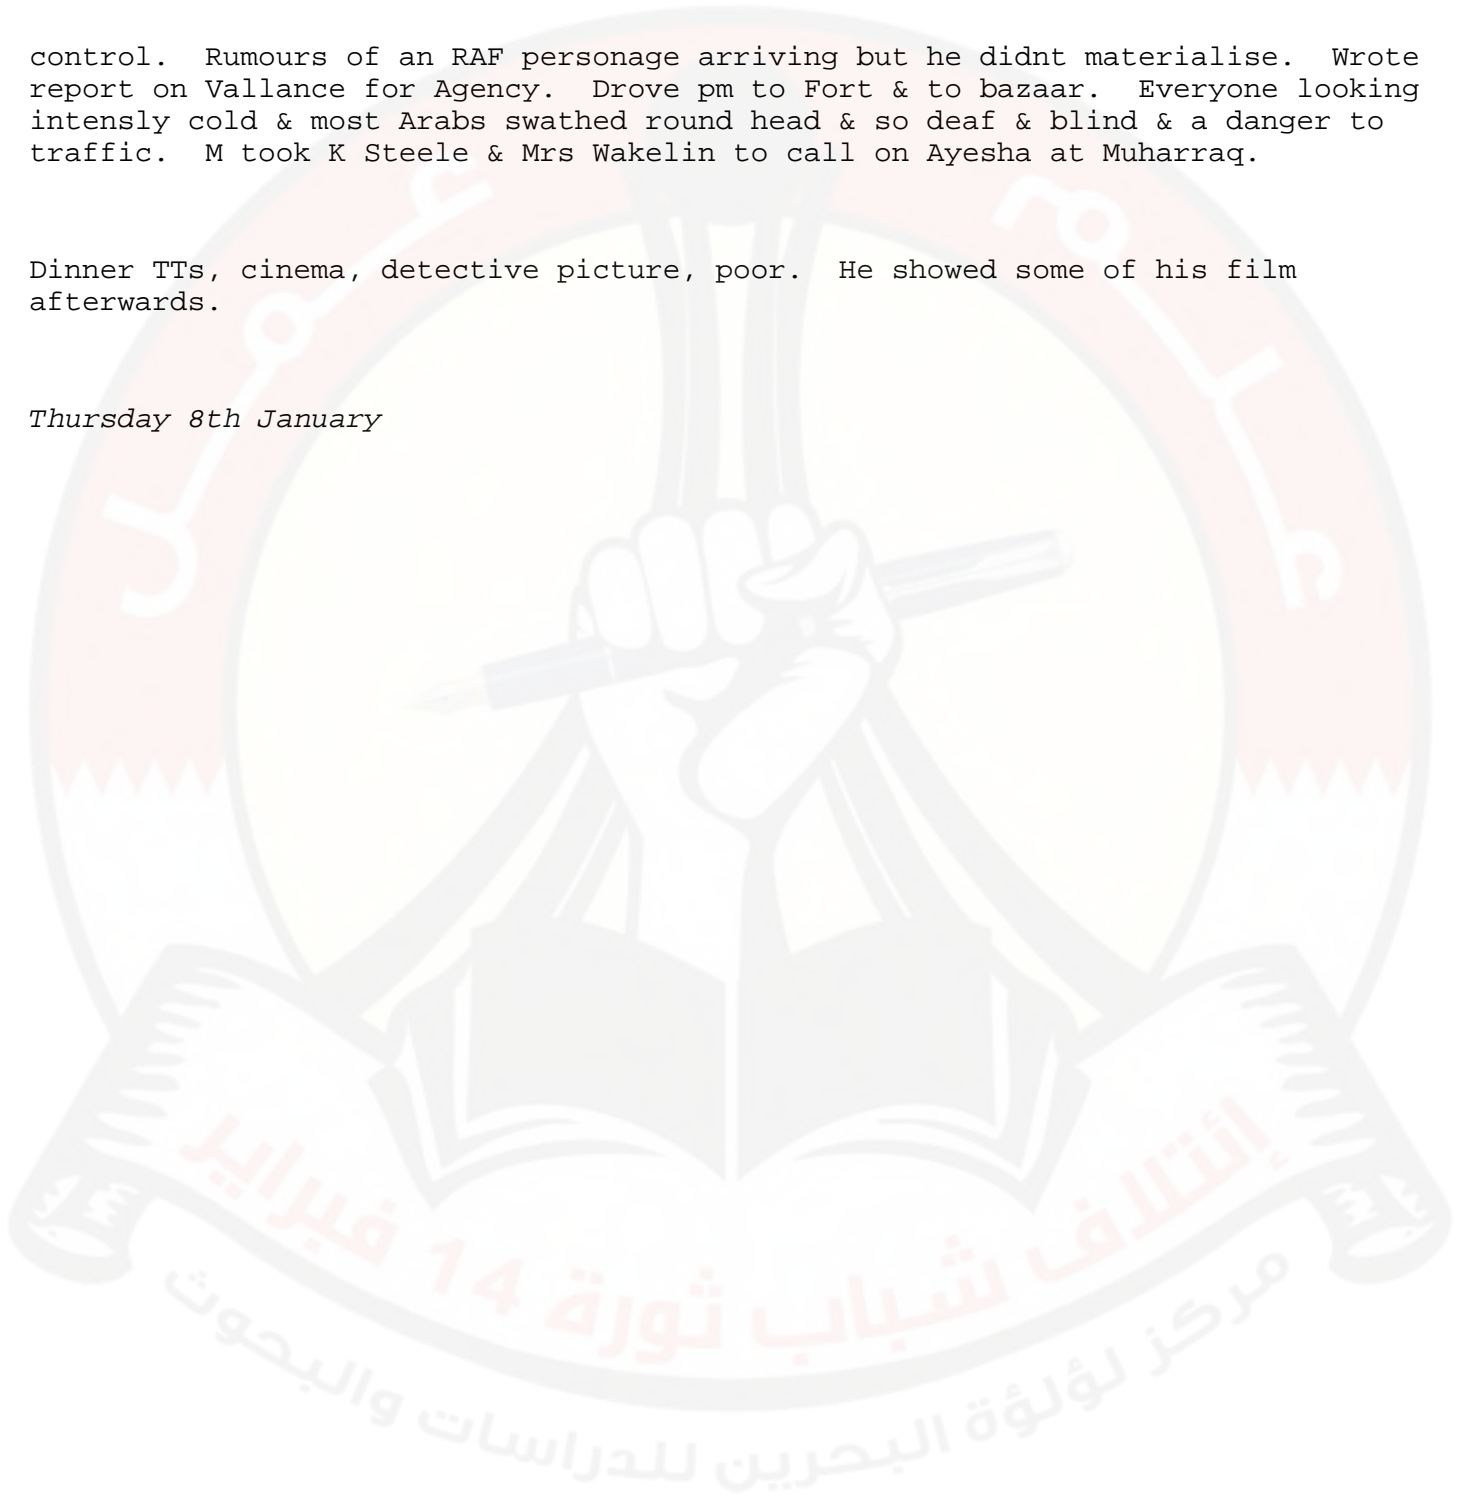 control.  Rumours of an RAF personage arriving but he didnt materialise.  Wrote
report on Vallance for Agency.  Drove pm to Fort & to bazaar.  Everyone looking
intensly cold & most Arabs swathed round head & so deaf & blind & a danger to
traffic.  M took K Steele & Mrs Wakelin to call on Ayesha at Muharraq.
Dinner TTs, cinema, detective picture, poor.  He showed some of his film
afterwards.
Thursday 8th January
علم عمل
إئتلاف شباب ثورة 14 فبراير
مركز لؤلؤة البحرين للدراسات والبحوث